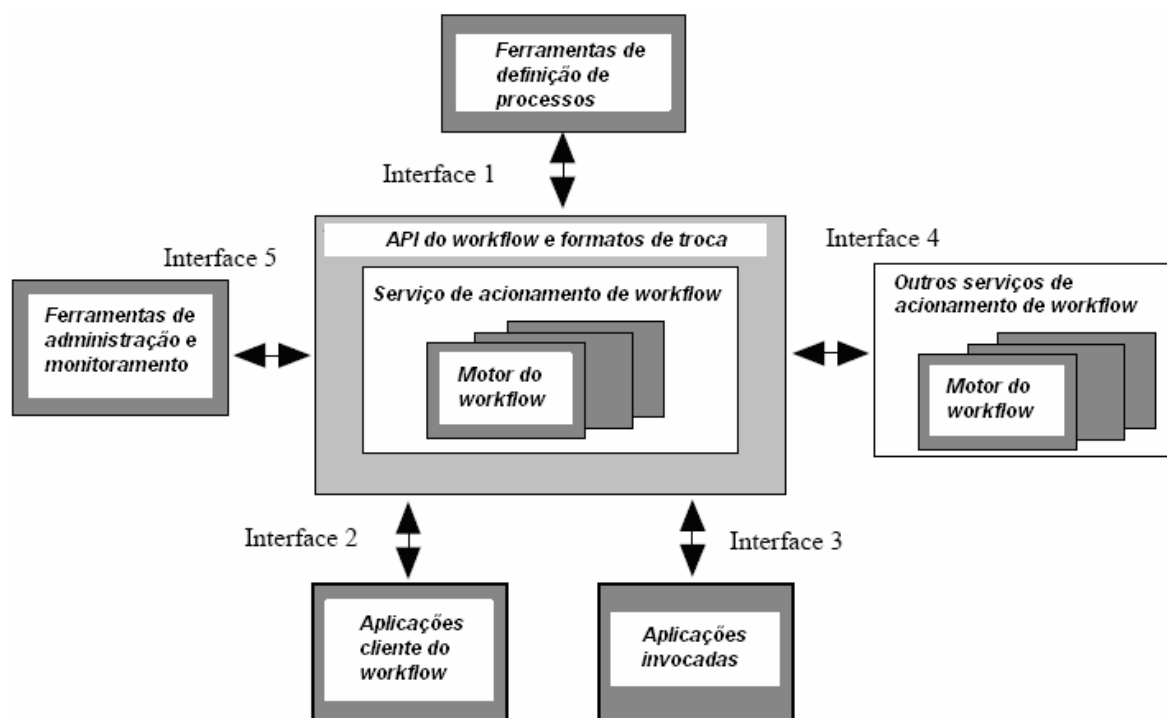 Ferramentas de
definição de
processos
Interface 1
API do workflow e formatos de troca
Interface 4
Interface 5
Serviço de acionamento de workflow
Outros serviços de
acionamento de workflow
Ferramentas de
administração e
monitoramento
Motor do
workflow
Motor do
workflow
Interface 2
Interface 3
Aplicações
cliente do
workflow
Aplicações
invocadas